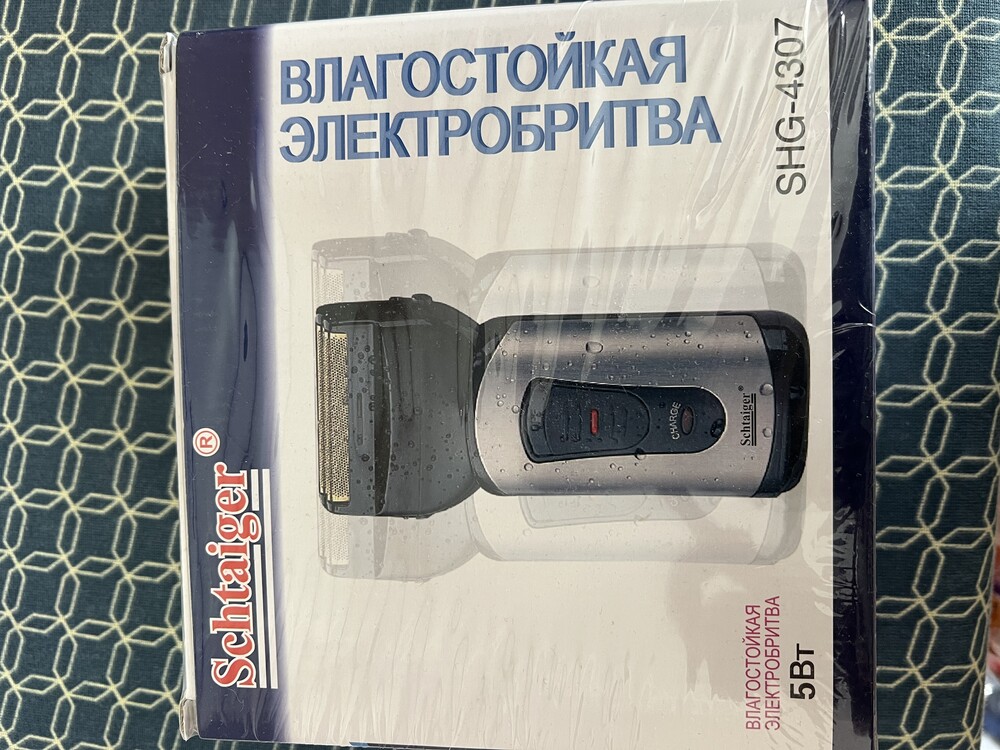 Schtaiger®
ВЛАГОСТОЙКАЯ
ЭЛЕКТРОБРИТВА
CHARGE
Schtaiger®
ВЛАГОСТОЙКАЯ
ЭЛЕКТРОБРИТВА
5Вт
SHG-4307